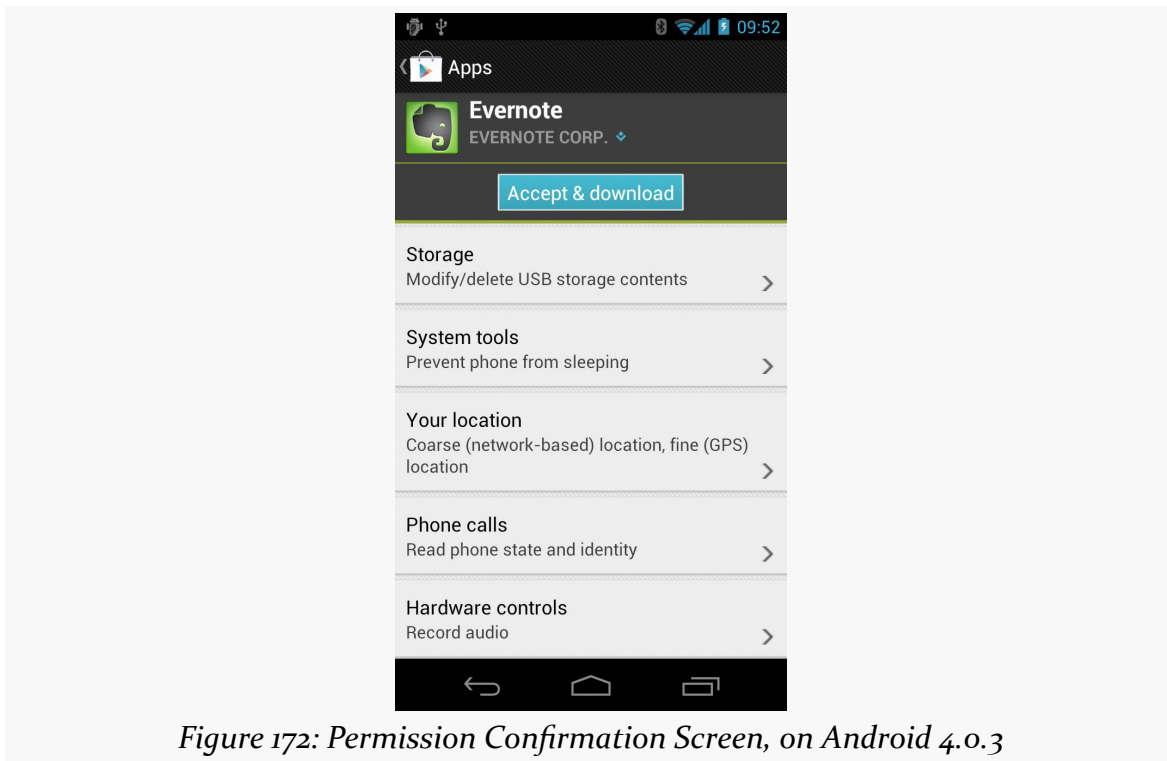 09:52
Apps
Evernote
EVERNOTE CORP.
Accept & download
Storage
Modify/delete USB storage contents
System tools
Prevent phone from sleeping
Your location
Coarse (network-based) location, fine (GPS)
location
Phone calls
Read phone state and identity
Hardware controls
Record audio
Figure 172: Permission Confirmation Screen, on Android 4.0.3